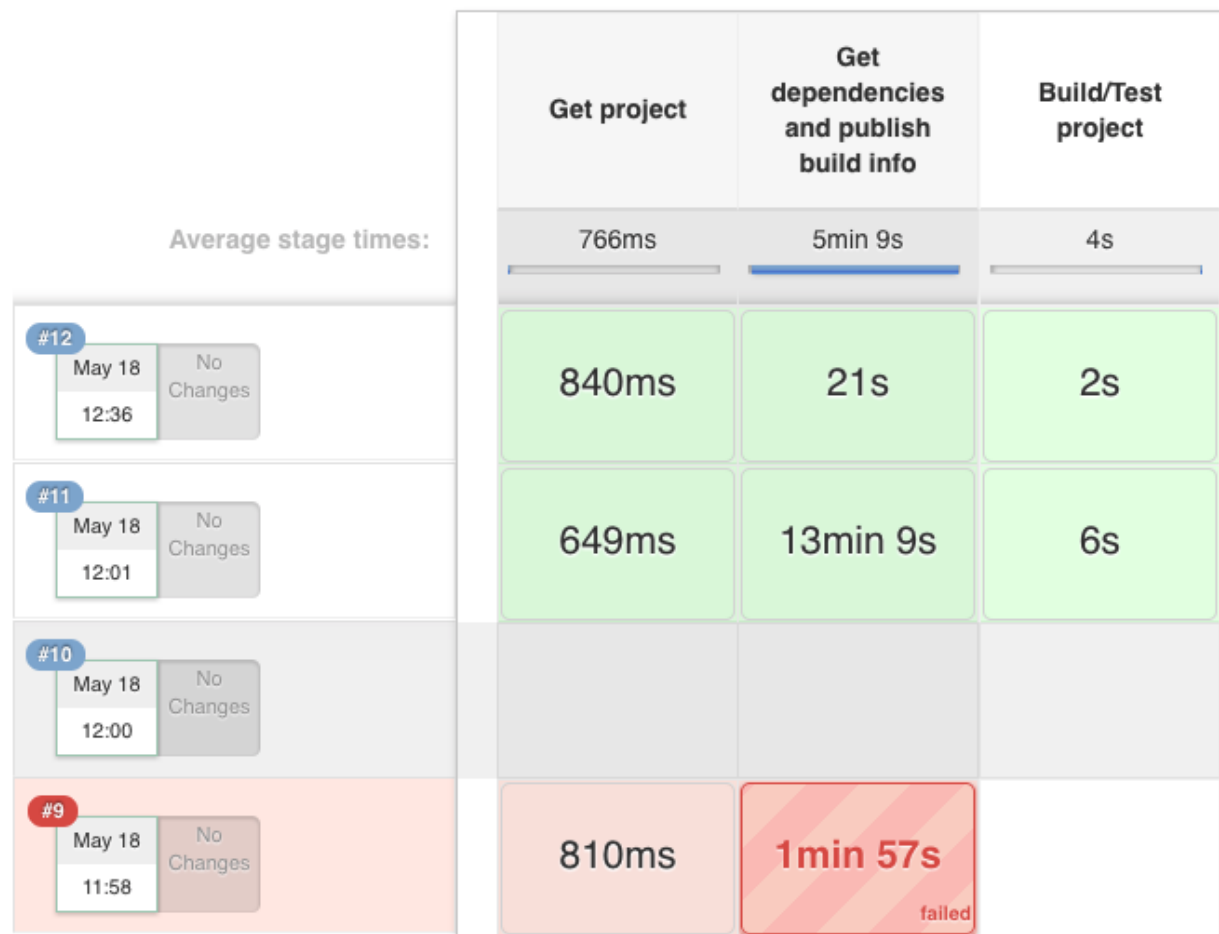 Get project
Get
dependencies
and publish
build info
Build/Test
project
Average stage times:
766ms
5min 9s
4s
#12
May 18
12:36
No
Changes
840ms
21s
2s
#11
May 18
12:01
No
Changes
649ms
13min 9s
6s
#10
May 18
12:00
No
Changes
#9
May 18
11:58
No
Changes
810ms
1min 57s
failed